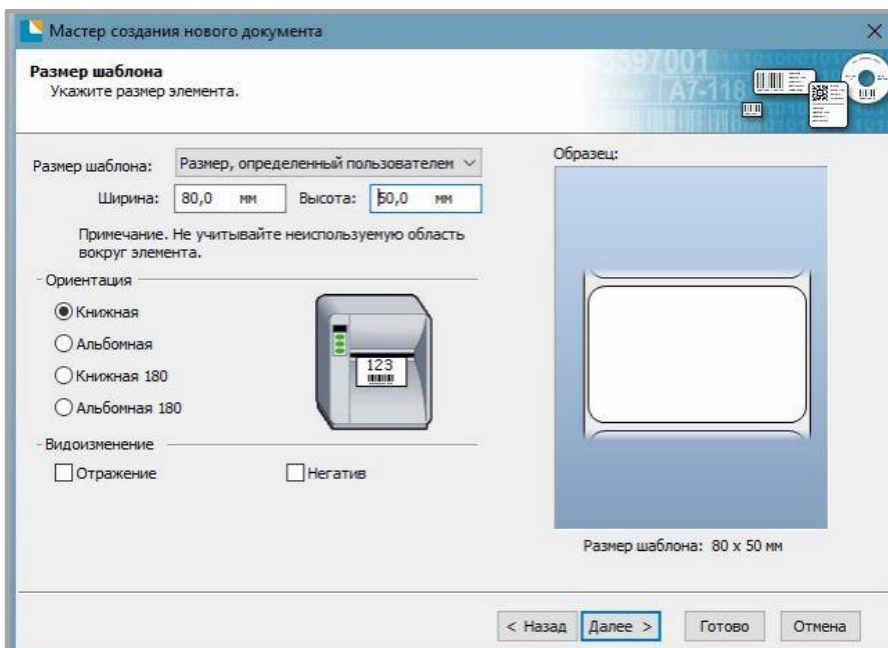 Мастер создания нового документа
Размер шаблона
Укажите размер элемента.
3597001
A7-118
Размер шаблона: Размер, определенный пользователем
Ширина: 80,0 мм Высота: 50,0 мм
Примечание. Не учитывайте неиспользуемую область
вокруг элемента.
Ориентация
Книжная
Альбомная
Книжная 180
Альбомная 180
123
Видоизменение
Отражение Негатив
Образец:
Размер шаблона: 80 x 50 мм
< Назад Далее > Готово Отмена